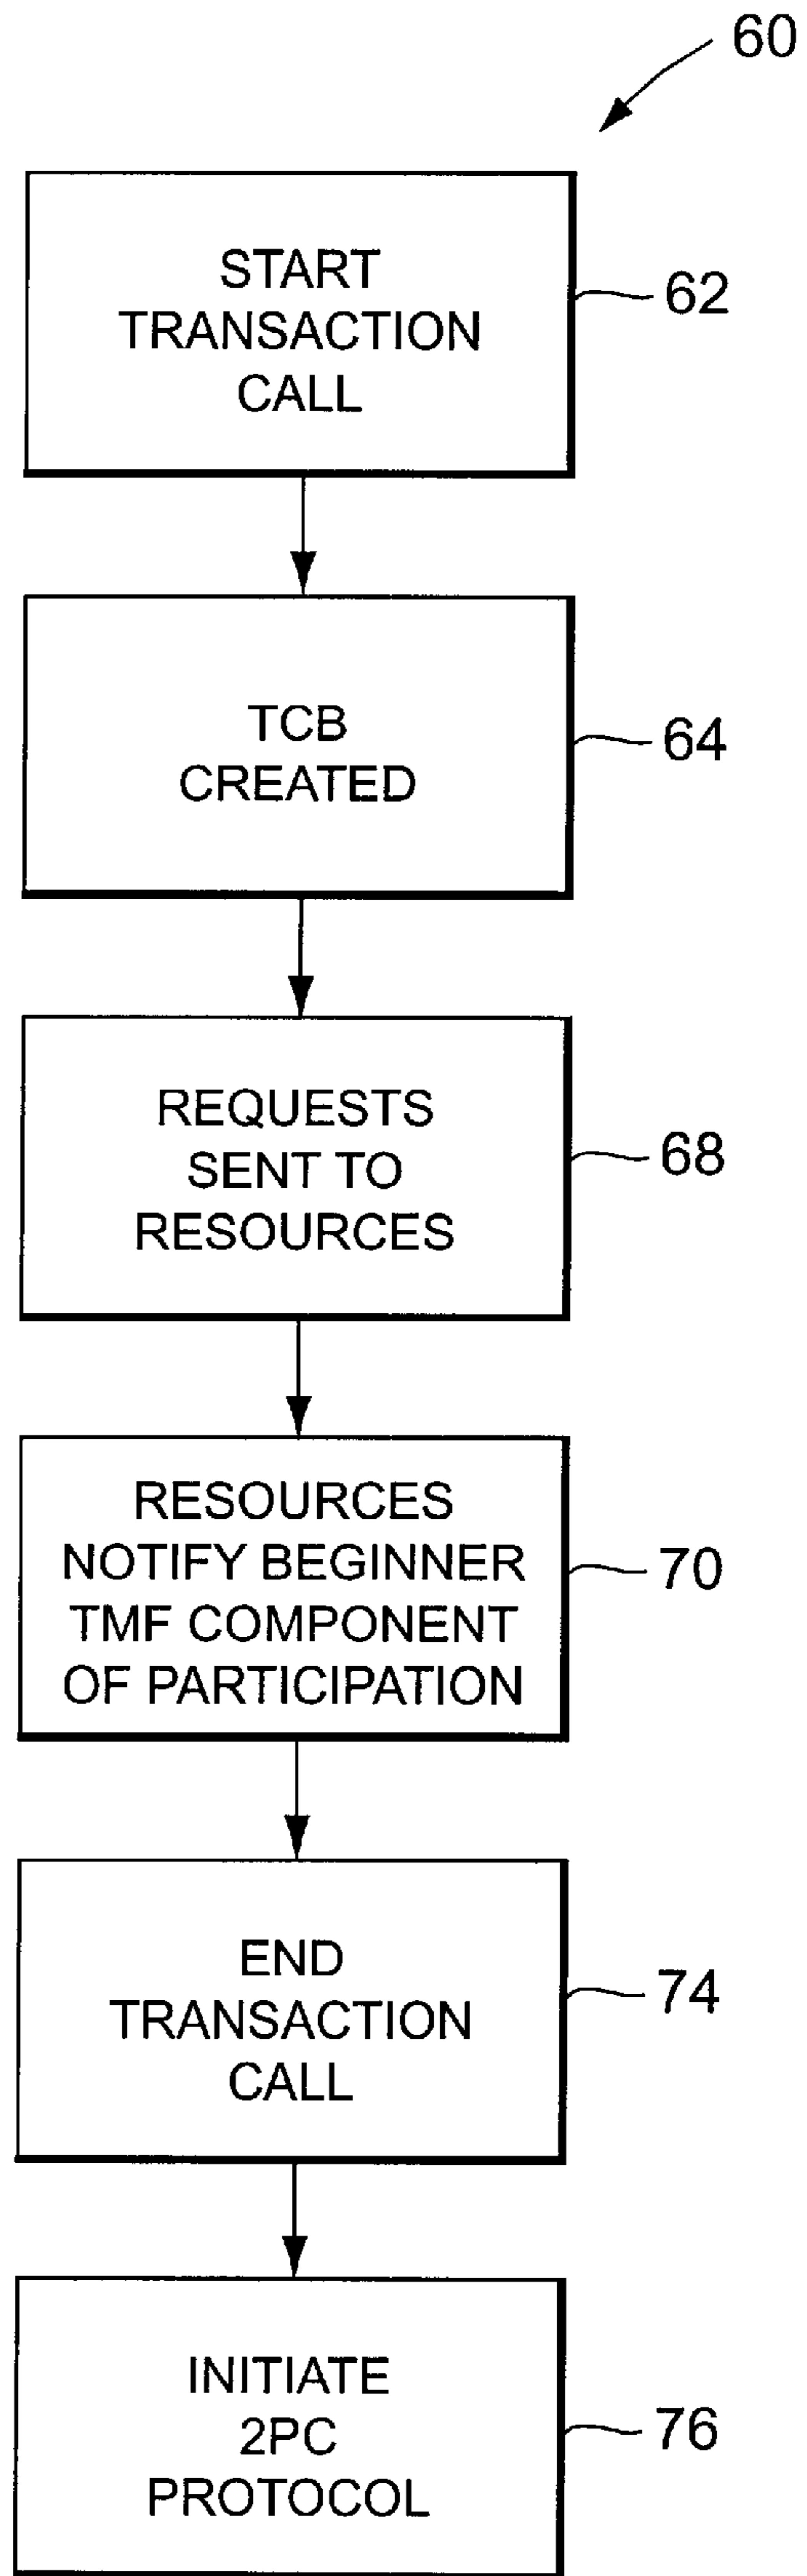 60
START
TRANSACTION
CALL
62
TCB
CREATED
64
REQUESTS
SENT TO
RESOURCES
68
RESOURCES
NOTIFY BEGINNER
TMF COMPONENT
OF PARTICIPATION
70
END
TRANSACTION
CALL
74
INITIATE
2PC
PROTOCOL
76